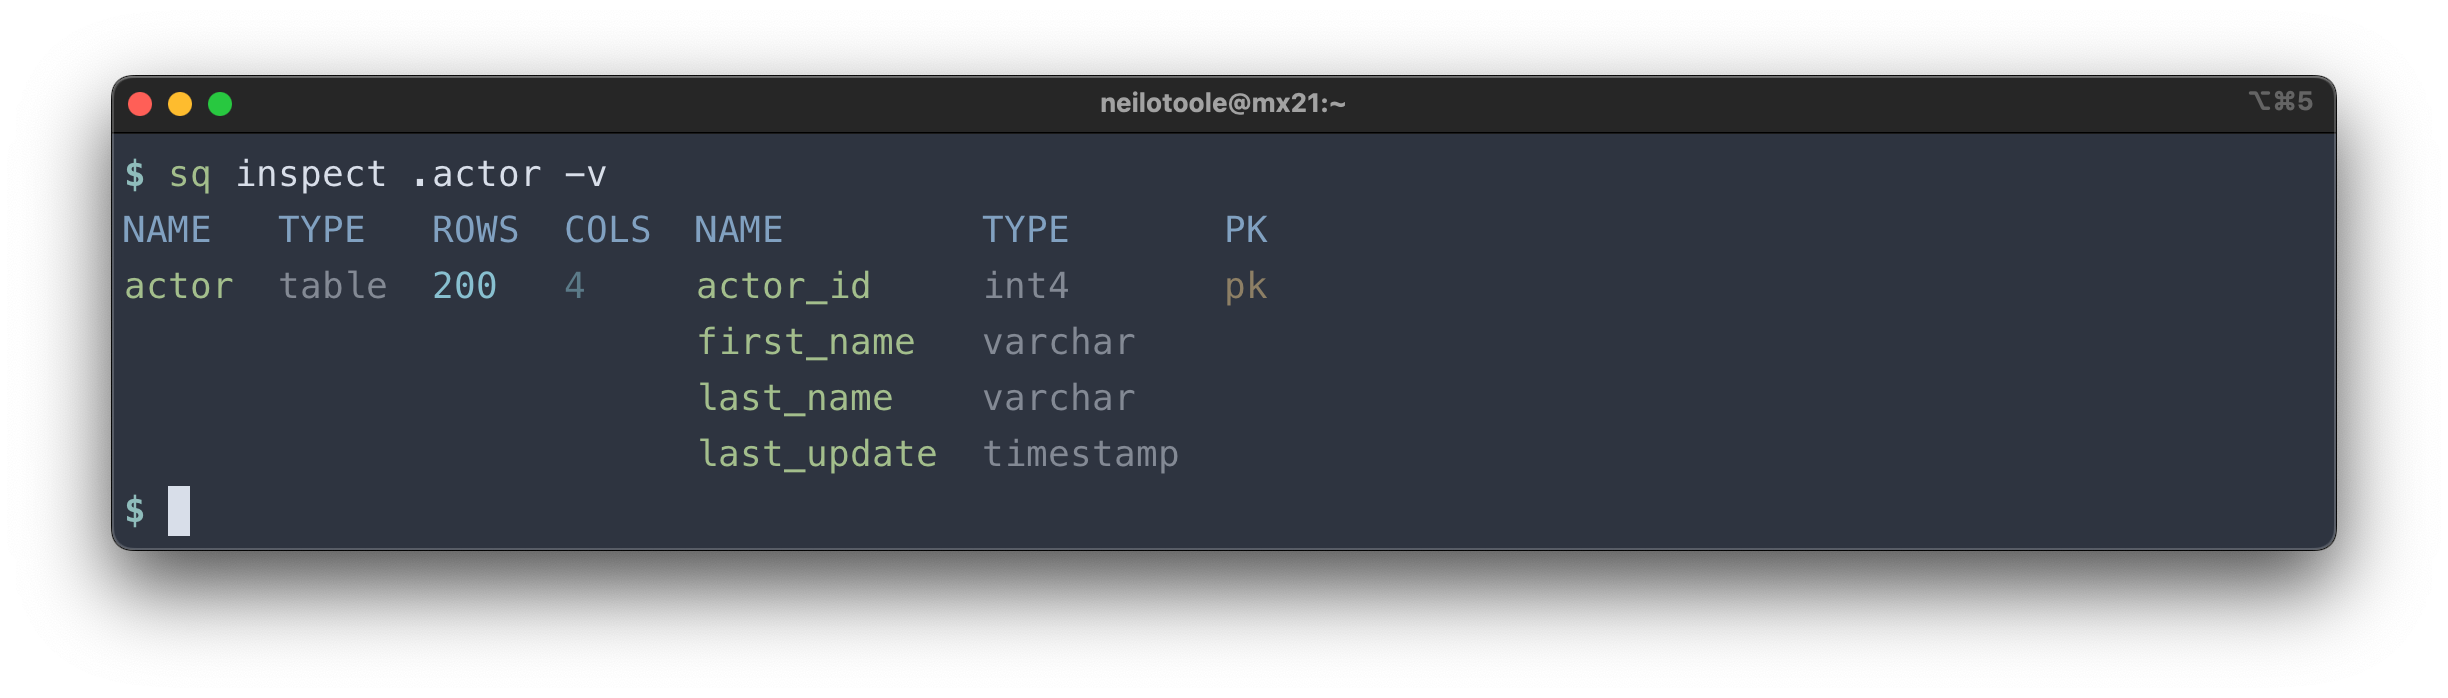 neilotoole@mx21:~
⌥⌘5
$ sq inspect .actor -v
NAME   TYPE   ROWS  COLS  NAME         TYPE       PK
actor  table  200   4     actor_id     int4       pk
                          first_name   varchar
                          last_name    varchar
                          last_update  timestamp
$